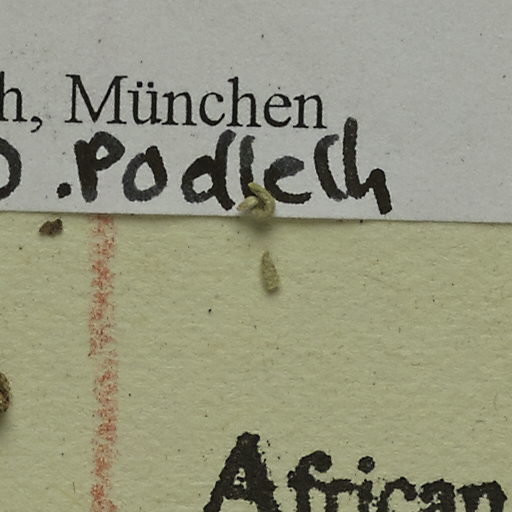 h, München
D. Podlech
African